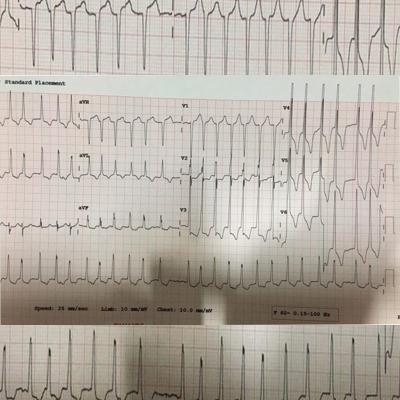 Standard Placement
aVR V1 V4
aVL V2 V5
aVF V3 V6
Speed: 25 mm/sec Limb: 10 mm/mV Chest: 10.0 mm/mV F 60~ 0.15-100 Hz